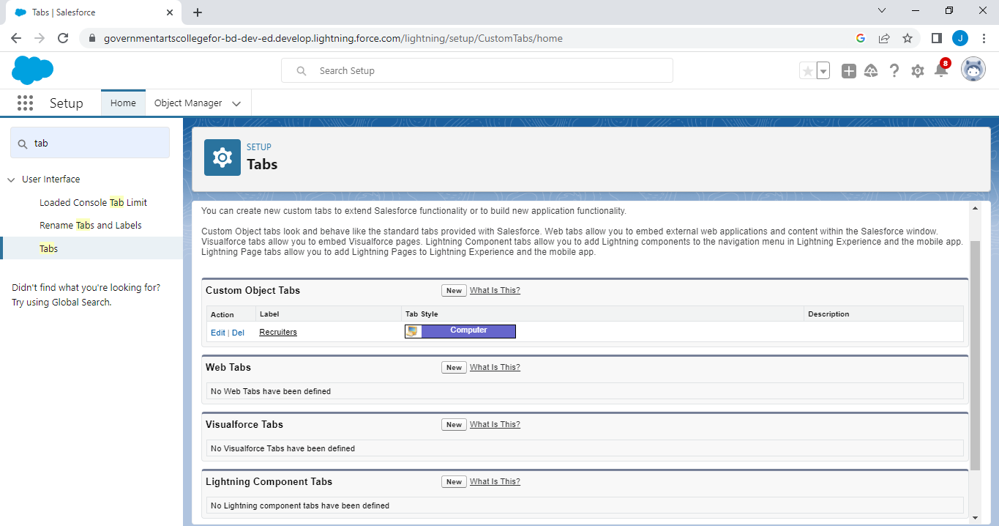 Tabs | Salesforce
governmentartscollegefor-bd-dev-ed.develop.lightning.force.com/lightning/setup/CustomTabs/home
J
Search Setup
8
Setup
Home
Object Manager
tab
User Interface
Loaded Console Tab Limit
Rename Tabs and Labels
Tabs
Didn't find what you're looking for?
Try using Global Search.
SETUP
Tabs
You can create new custom tabs to extend Salesforce functionality or to build new application functionality.
Custom Object tabs look and behave like the standard tabs provided with Salesforce. Web tabs allow you to embed external web applications and content within the Salesforce window.
Visualforce tabs allow you to embed Visualforce pages. Lightning Component tabs allow you to add Lightning components to the navigation menu in Lightning Experience and the mobile app.
Lightning Page tabs allow you to add Lightning Pages to Lightning Experience and the mobile app.
Custom Object Tabs New What Is This?
Action Label Tab Style Description
Edit | Del Recruiters Computer
Web Tabs New What Is This?
No Web Tabs have been defined
Visualforce Tabs New What Is This?
No Visualforce Tabs have been defined
Lightning Component Tabs New What Is This?
No Lightning component tabs have been defined